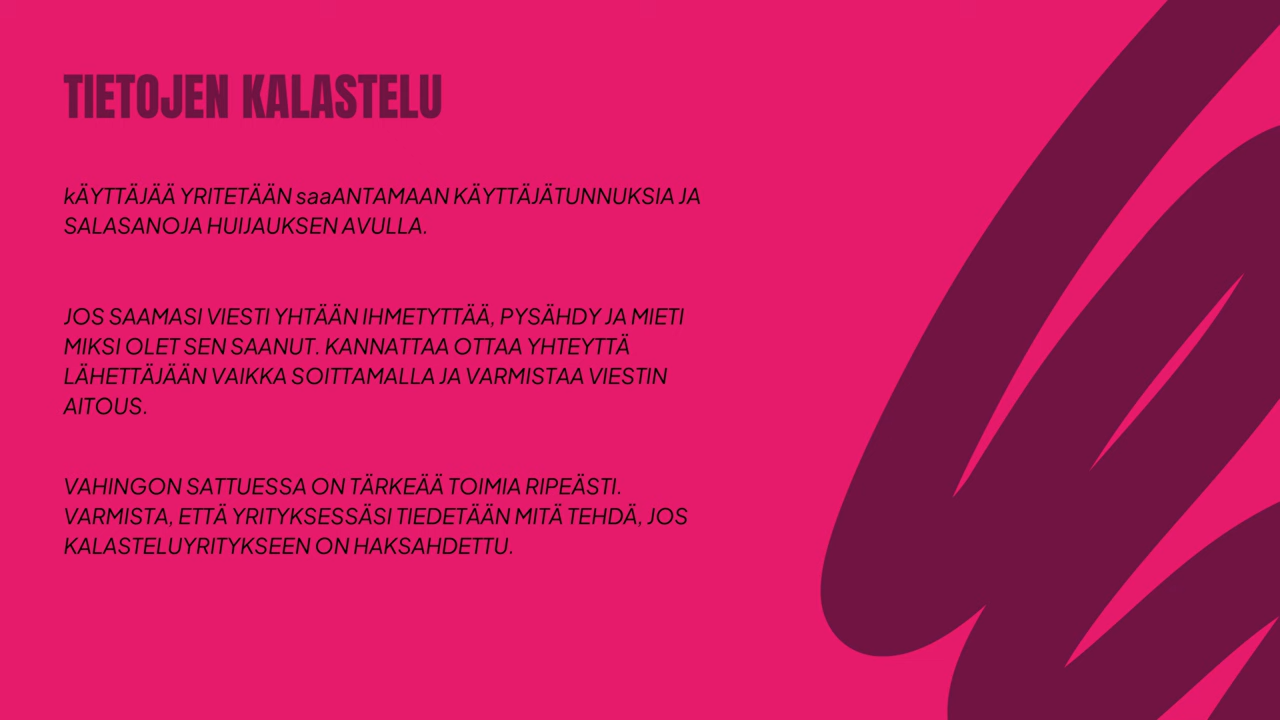 TIETOJEN KALASTELU
kÄYTTÄJÄÄ YRITETÄÄN saaANTAMAAN KÄYTTÄJÄTUNNUKSIA JA
SALASANOJA HUIJAUKSEN AVULLA.
JOS SAAMASI VIESTI YHTÄÄN IHMETYTTÄÄ, PYSÄHDY JA MIETI
MIKSI OLET SEN SAANUT. KANNATTAA OTTAA YHTEYTTÄ
LÄHETTÄJÄÄN VAIKKA SOITTAMALLA JA VARMISTAA VIESTIN
AITOUS.
VAHINGON SATTUESSA ON TÄRKEÄÄ TOIMIA RIPEÄSTI.
VARMISTA, ETTÄ YRITYKSESSÄSI TIEDETÄÄN MITÄ TEHDÄ, JOS
KALASTELUYRITYKSEEN ON HAKSAHDETTU.